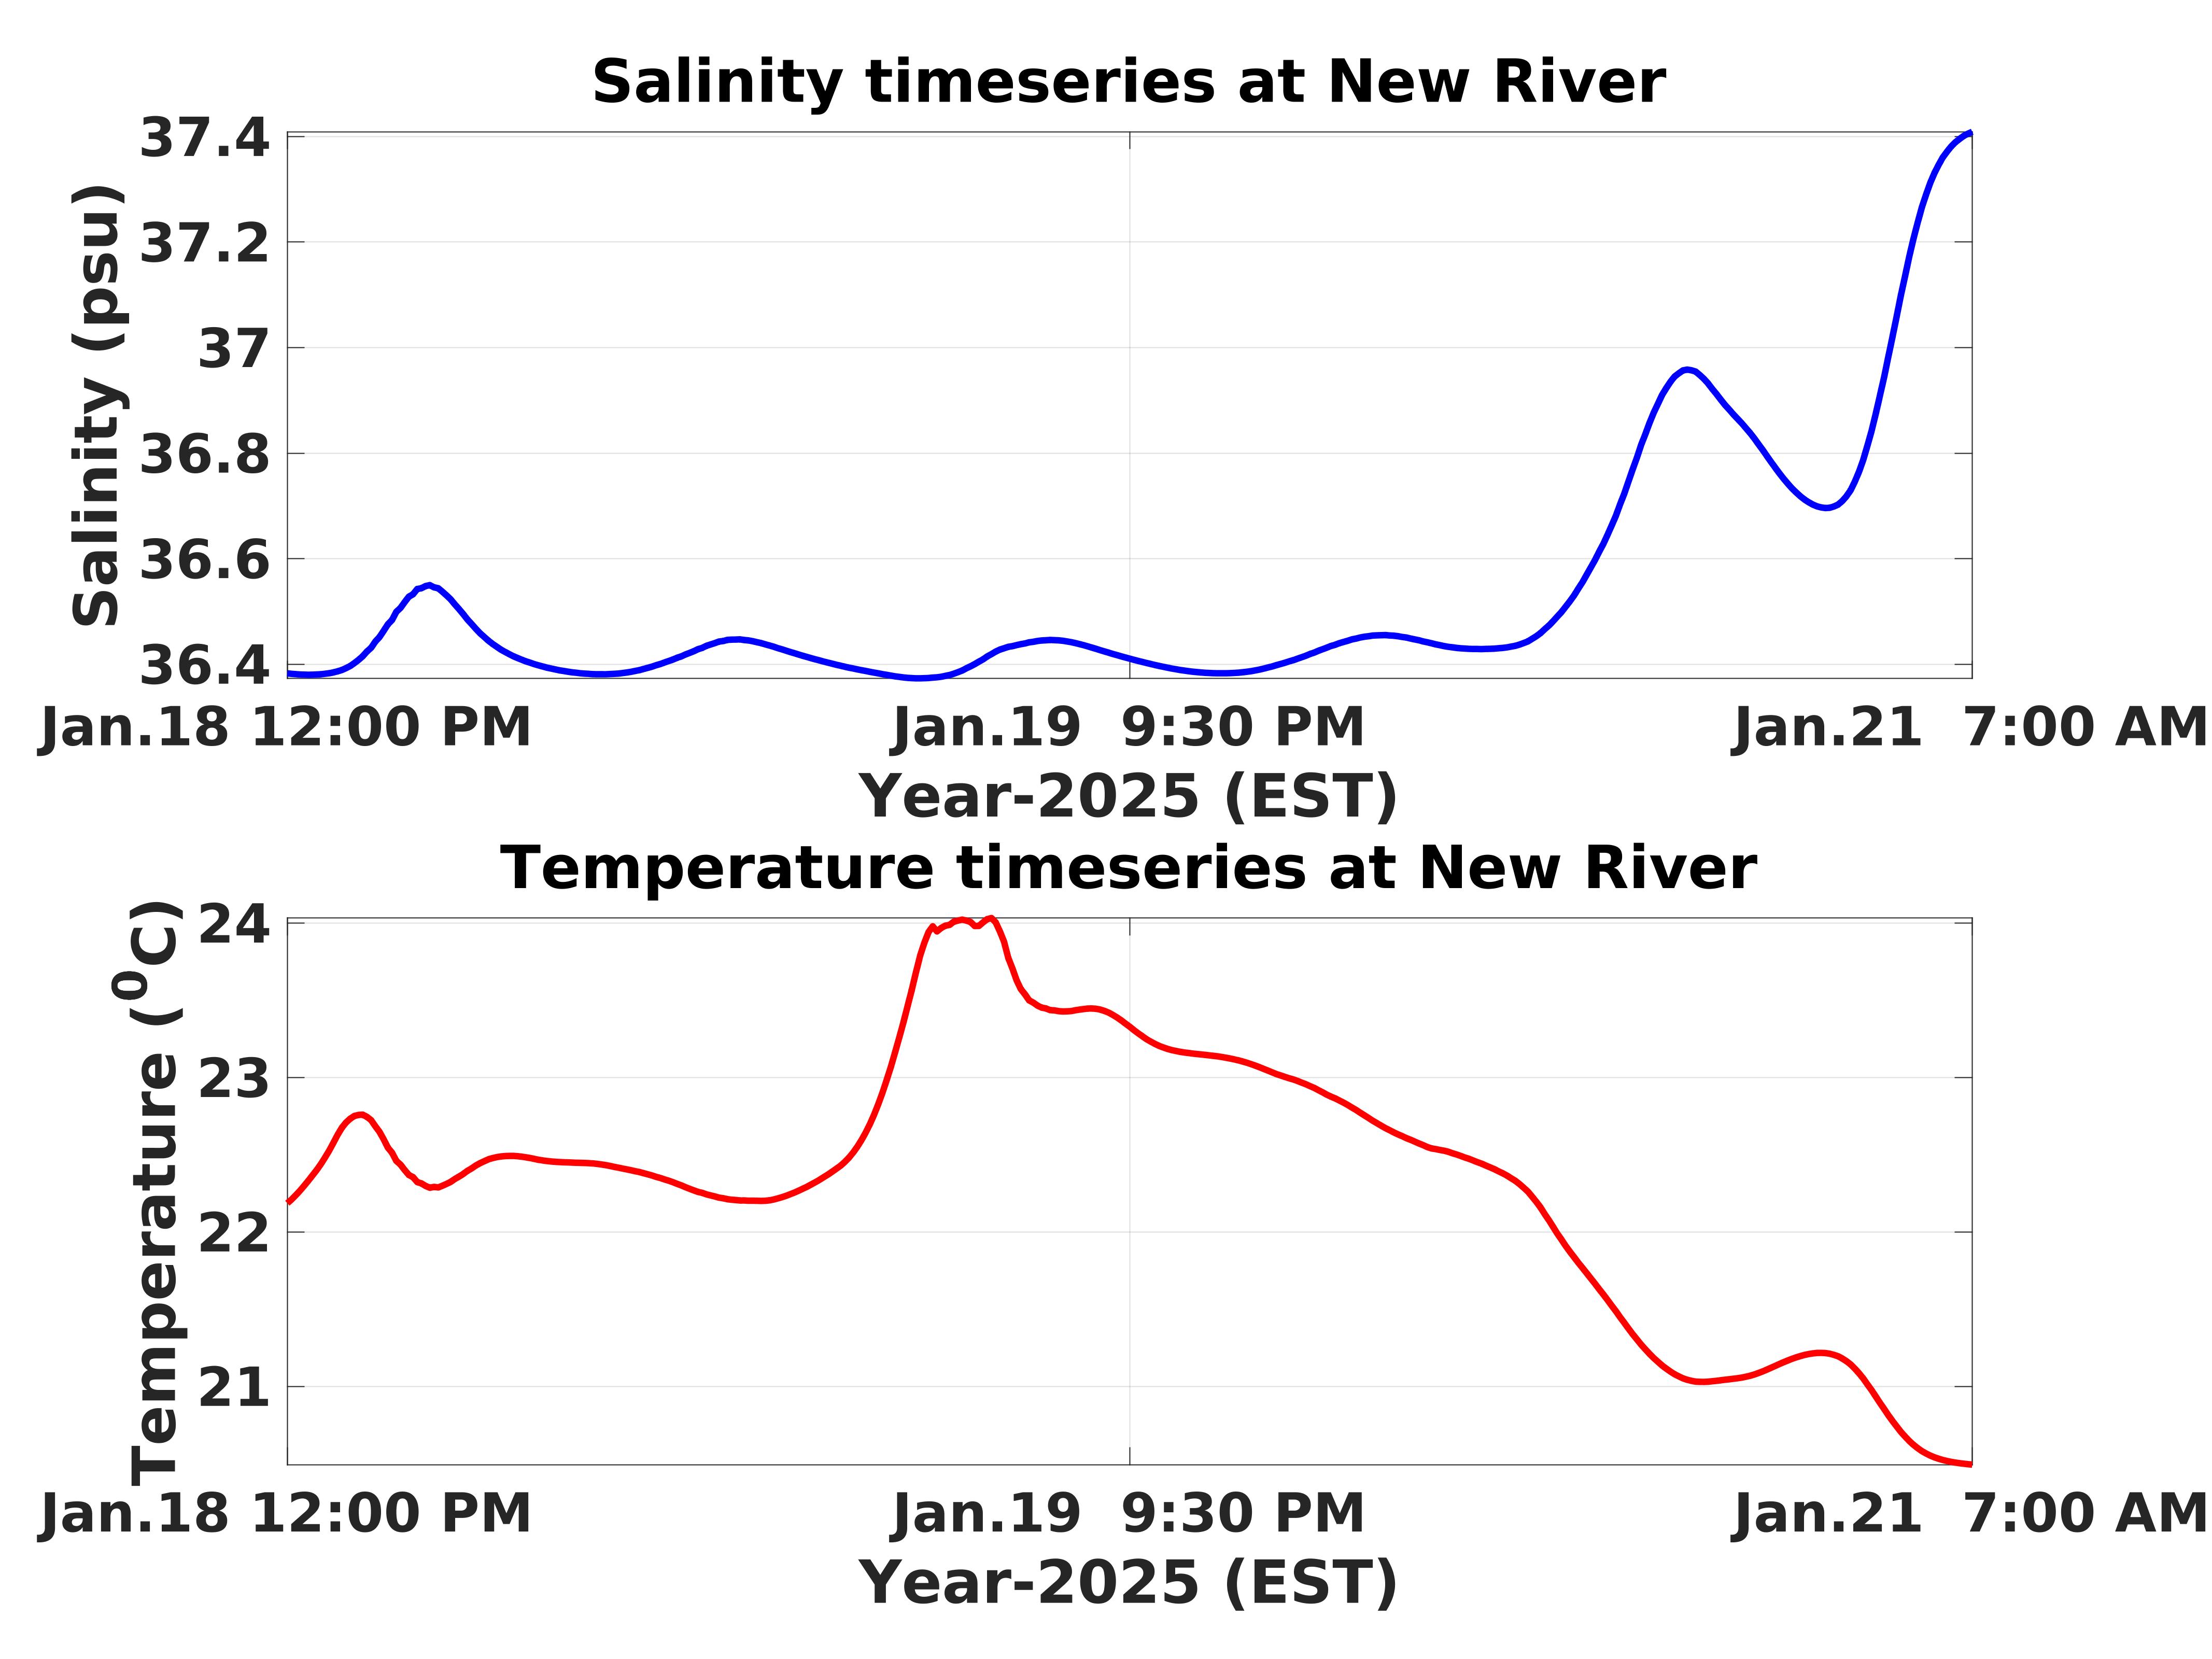 Salinity timeseries at New River
Salinity (psu)
37.4
37.2
37
36.8
36.6
36.4
Jan.18 12:00 PM Jan.19 9:30 PM Jan.21 7:00 AM
Year-2025 (EST)
Temperature timeseries at New River
Temperature (⁰C)
24
23
22
21
Jan.18 12:00 PM Jan.19 9:30 PM Jan.21 7:00 AM
Year-2025 (EST)